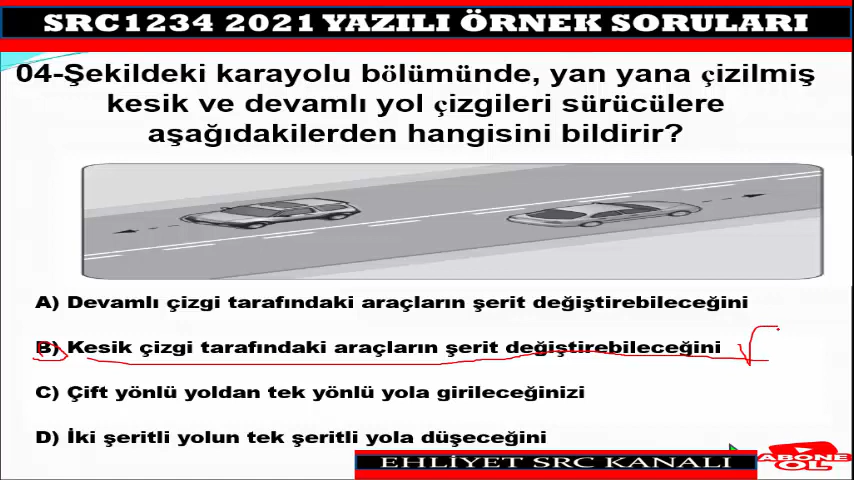 SRC1234 2021 YAZILI ÖRNEK SORULARI
04-Şekildeki karayolu bölümünde, yan yana çizilmiş
kesik ve devamlı yol çizgileri sürücülere
aşağıdakilerden hangisini bildirir?
A) Devamlı çizgi tarafındaki araçların şerit değiştirebileceğini
B) Kesik çizgi tarafındaki araçların şerit değiştirebileceğini
C) Çift yönlü yoldan tek yönlü yola girileceğinizi
D) İki şeritli yolun tek şeritli yola düşeceğini
EHLİYET SRC KANALI
ABONE
OL